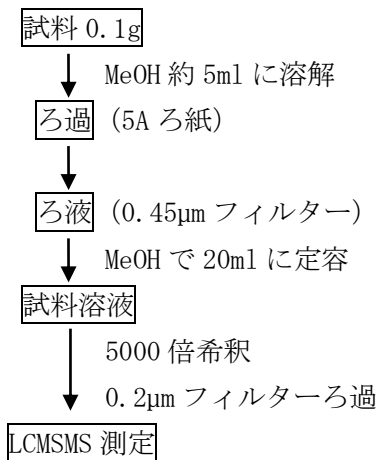 試料 0.1g
MeOH 約 5ml に溶解
ろ過 (5A ろ紙)
ろ液 (0.45μm フィルター)
MeOH で 20ml に定容
試料溶液
5000 倍希釈
0.2μm フィルターろ過
LCMSMS 測定